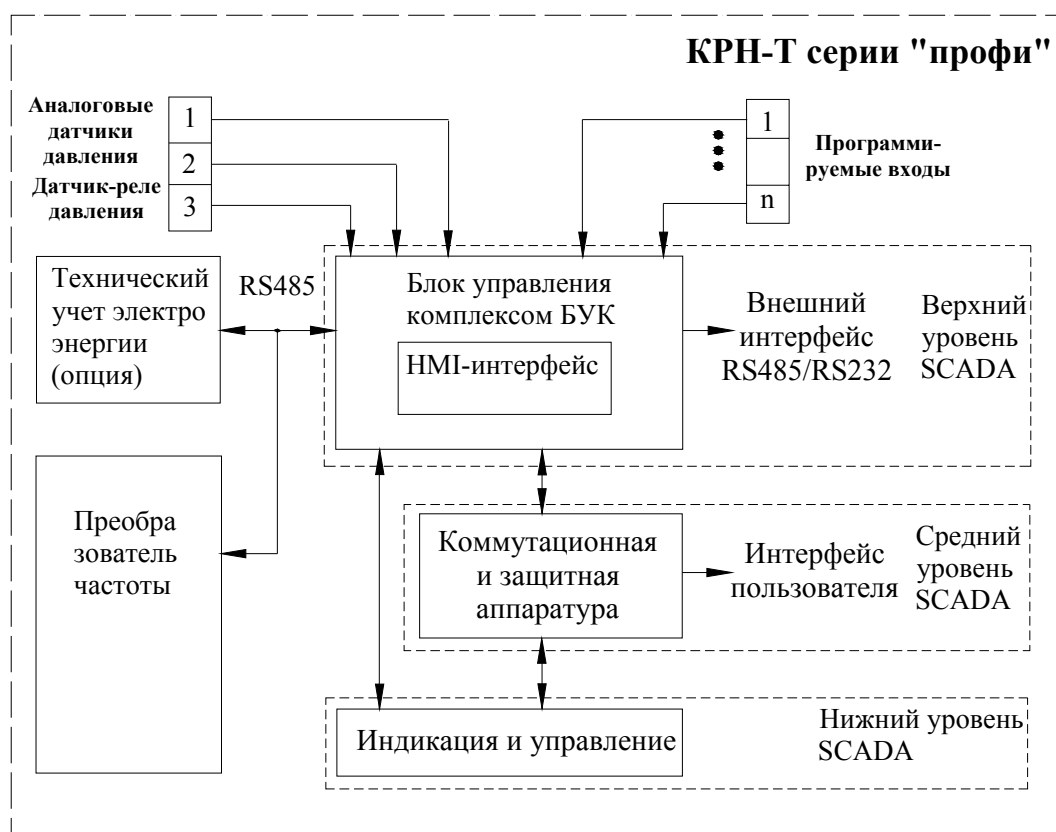 КРН-Т серии "профи"
Аналоговые
датчики
давления
Датчик-реле
давления
1
2
3
1
n
Программи-
руемые входы
Технический
учет электро
энергии
(опция)
RS485
Блок управления
комплексом БУК
HMI-интерфейс
Внешний
интерфейс
RS485/RS232
Верхний
уровень
SCADA
Преобра
зователь
частоты
Коммутационная
и защитная
аппаратура
Интерфейс
пользователя
Средний
уровень
SCADA
Индикация и управление
Нижний уровень
SCADA